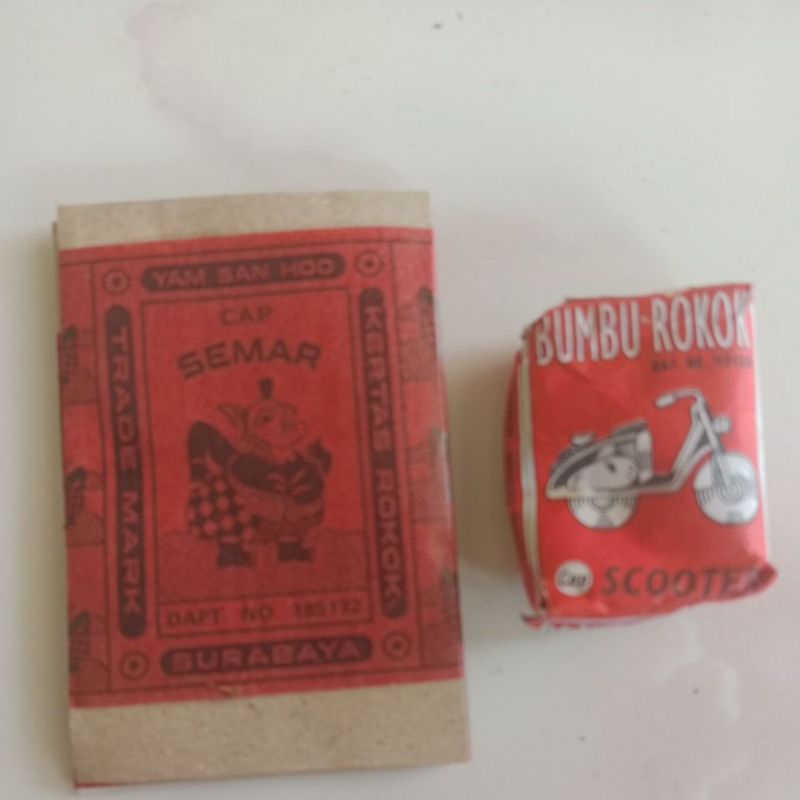 YAM SAN HOO
CAP
SEMAR
TRADE MARK
KERTAS ROKOK
DAFT. NO. 185132
SURABAYA
BUMBU-ROKOK
Cap SCOOTER